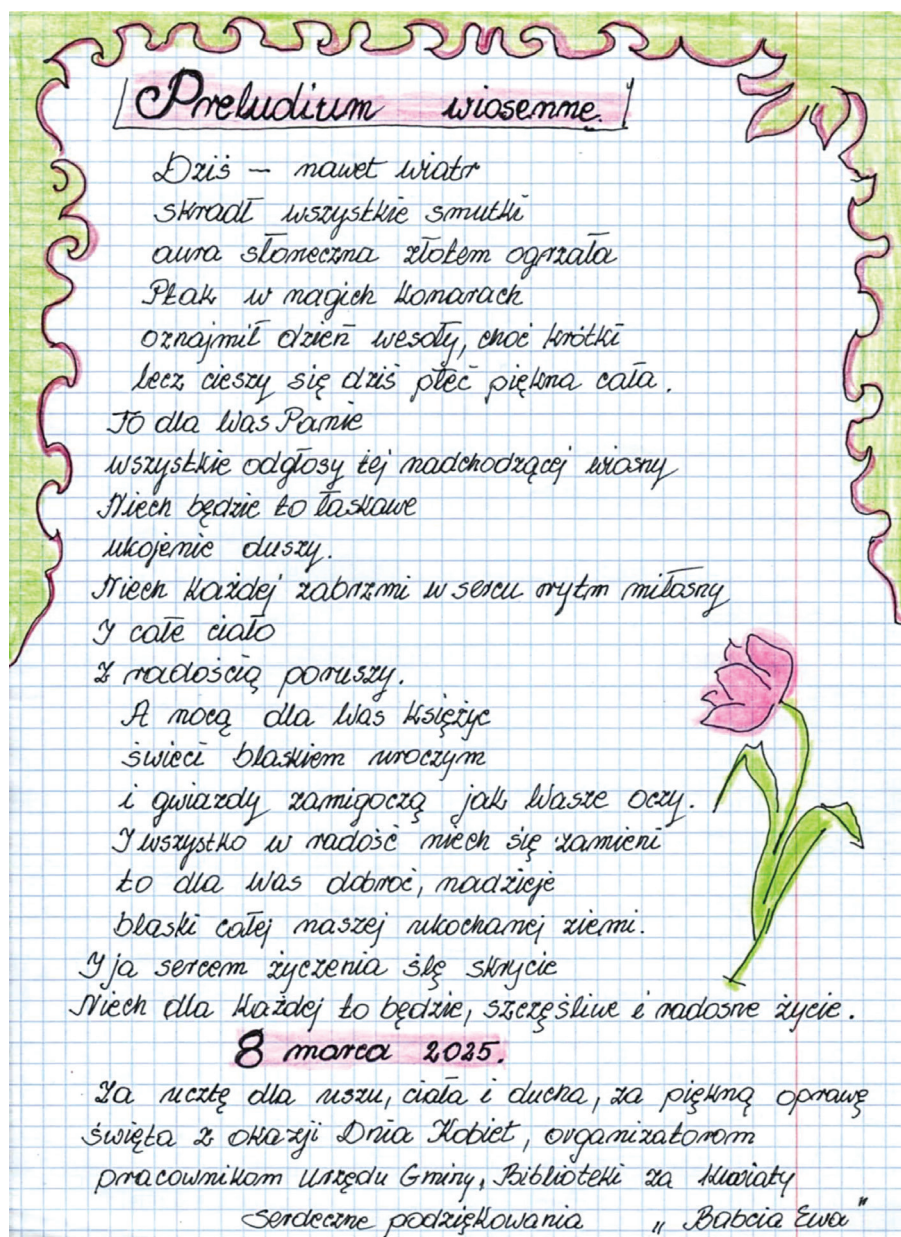 Preludium wiosenne.
Dziś – nawet wiatr
skradł wszystkie smutki
aura słoneczna złotem ogrzała
Ptak w nagich konarach
oznajmił dzień wesoły, choć krótki
lecz cieszy się dziś płeć piękna cała.
To dla Was Panie
wszystkie odgłosy tej nadchodzącej wiosny
Niech będzie to łaskawe
ukojenie duszy.
Niech każdej zabrzmi w sercu rytm miłosny
I całe ciało
Z radością poruszy.
A nocą dla Was księżyc
świeci blaskiem uroczym
i gwiazdy zamigoczą jak Wasze oczy.
I wszystko w radość niech się zamieni
to dla Was dobroć, nadzieje
blaski całej naszej ukochanej ziemi.
I ja sercem życzenia ślę skrycie
Niech dla każdej to będzie, szczęśliwe i radosne życie.
8 marca 2025.
Za ucztę dla uszu, ciała i ducha, za piękną oprawę
święta z okazji Dnia Kobiet, organizatorom
pracownikom Urzędu Gminy, Biblioteki za kwiaty
serdeczne podziękowania „Babcia Ewa"